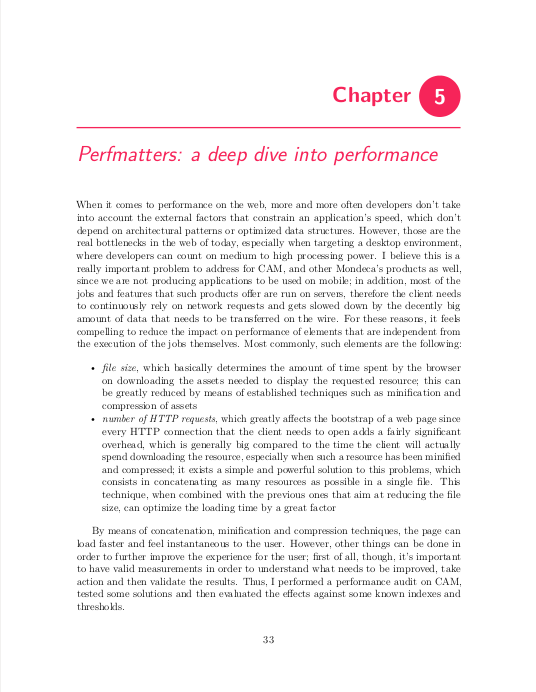 Chapter 5
Perfmatters: a deep dive into performance
When it comes to performance on the web, more and more often developers don't take
into account the external factors that constrain an application's speed, which don't
depend on architectural patterns or optimized data structures. However, those are the
real bottlenecks in the web of today, especially when targeting a desktop environment,
where developers can count on medium to high processing power. I believe this is a
really important problem to address for CAM, and other Mondeca's products as well,
since we are not producing applications to be used on mobile; in addition, most of the
jobs and features that such products offer are run on servers, therefore the client needs
to continuously rely on network requests and gets slowed down by the decently big
amount of data that needs to be transferred on the wire. For these reasons, it feels
compelling to reduce the impact on performance of elements that are independent from
the execution of the jobs themselves. Most commonly, such elements are the following:
• file size, which basically determines the amount of time spent by the browser
on downloading the assets needed to display the requested resource; this can
be greatly reduced by means of established techniques such as minification and
compression of assets
• number of HTTP requests, which greatly affects the bootstrap of a web page since
every HTTP connection that the client needs to open adds a fairly significant
overhead, which is generally big compared to the time the client will actually
spend downloading the resource, especially when such a resource has been minified
and compressed; it exists a simple and powerful solution to this problems, which
consists in concatenating as many resources as possible in a single file. This
technique, when combined with the previous ones that aim at reducing the file
size, can optimize the loading time by a great factor
By means of concatenation, minification and compression techniques, the page can
load faster and feel instantaneous to the user. However, other things can be done in
order to further improve the experience for the user; first of all, though, it's important
to have valid measurements in order to understand what needs to be improved, take
action and then validate the results. Thus, I performed a performance audit on CAM,
tested some solutions and then evaluated the effects against some known indexes and
thresholds.
33